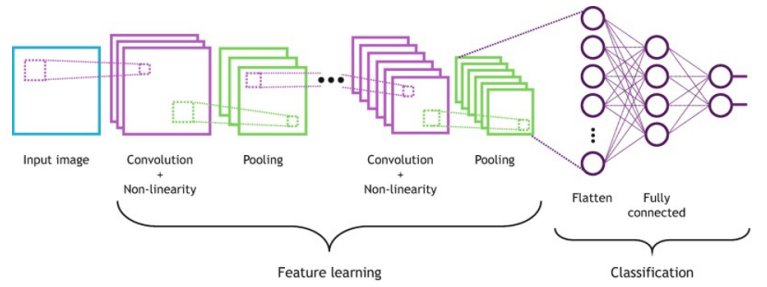 Input image
Convolution
+
Non-linearity
Pooling
Convolution
+
Non-linearity
Pooling
Flatten
Fully
connected
Feature learning
Classification